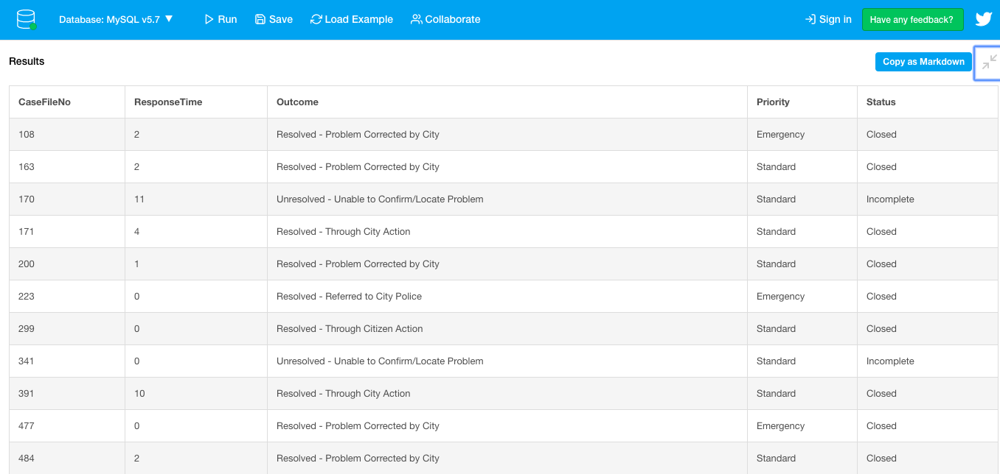 Database: MySQL v5.7 ▼ Run Save Load Example Collaborate Sign in Have any feedback?
Results Copy as Markdown
CaseFileNo ResponseTime Outcome Priority Status
108 2 Resolved - Problem Corrected by City Emergency Closed
163 2 Resolved - Problem Corrected by City Standard Closed
170 11 Unresolved - Unable to Confirm/Locate Problem Standard Incomplete
171 4 Resolved - Through City Action Standard Closed
200 1 Resolved - Problem Corrected by City Standard Closed
223 0 Resolved - Referred to City Police Emergency Closed
299 0 Resolved - Through Citizen Action Standard Closed
341 0 Unresolved - Unable to Confirm/Locate Problem Standard Incomplete
391 10 Resolved - Through City Action Standard Closed
477 0 Resolved - Problem Corrected by City Emergency Closed
484 2 Resolved - Problem Corrected by City Standard Closed